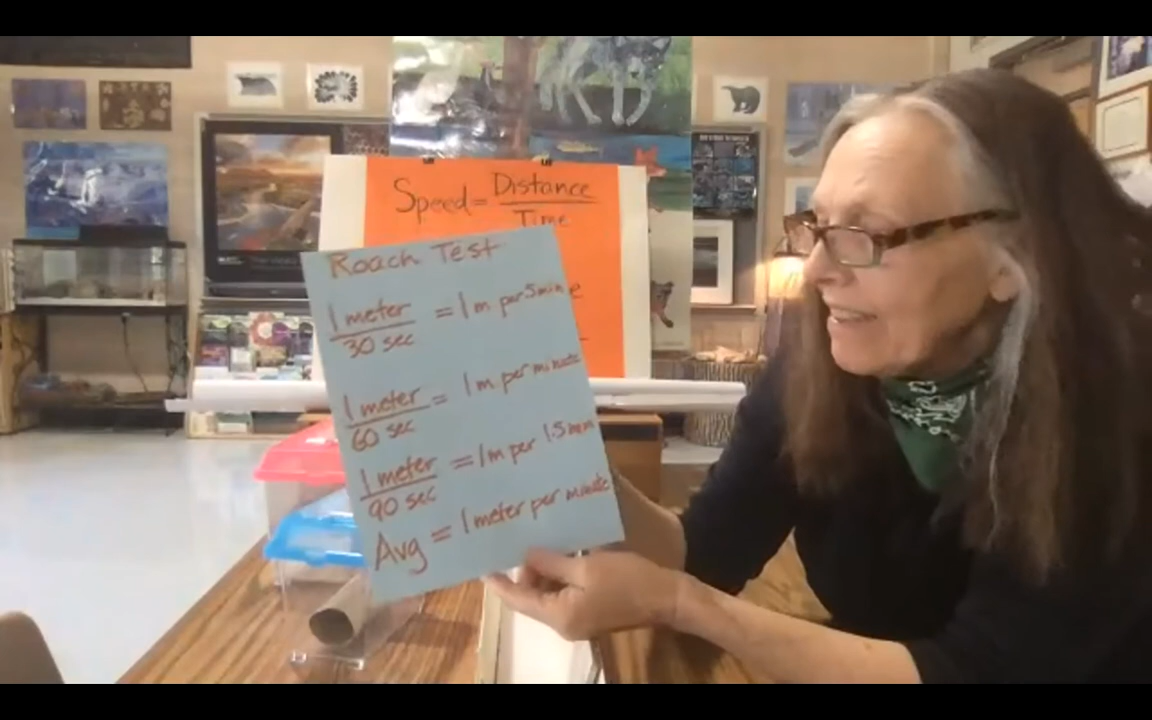 Speed = Distance
Time
Roach Test
1 meter = 1 m per .5 minute
30 sec
1 meter = 1 m per minute
60 sec
1 meter = 1 m per 1.5 min
90 sec
Avg = 1 meter per minute